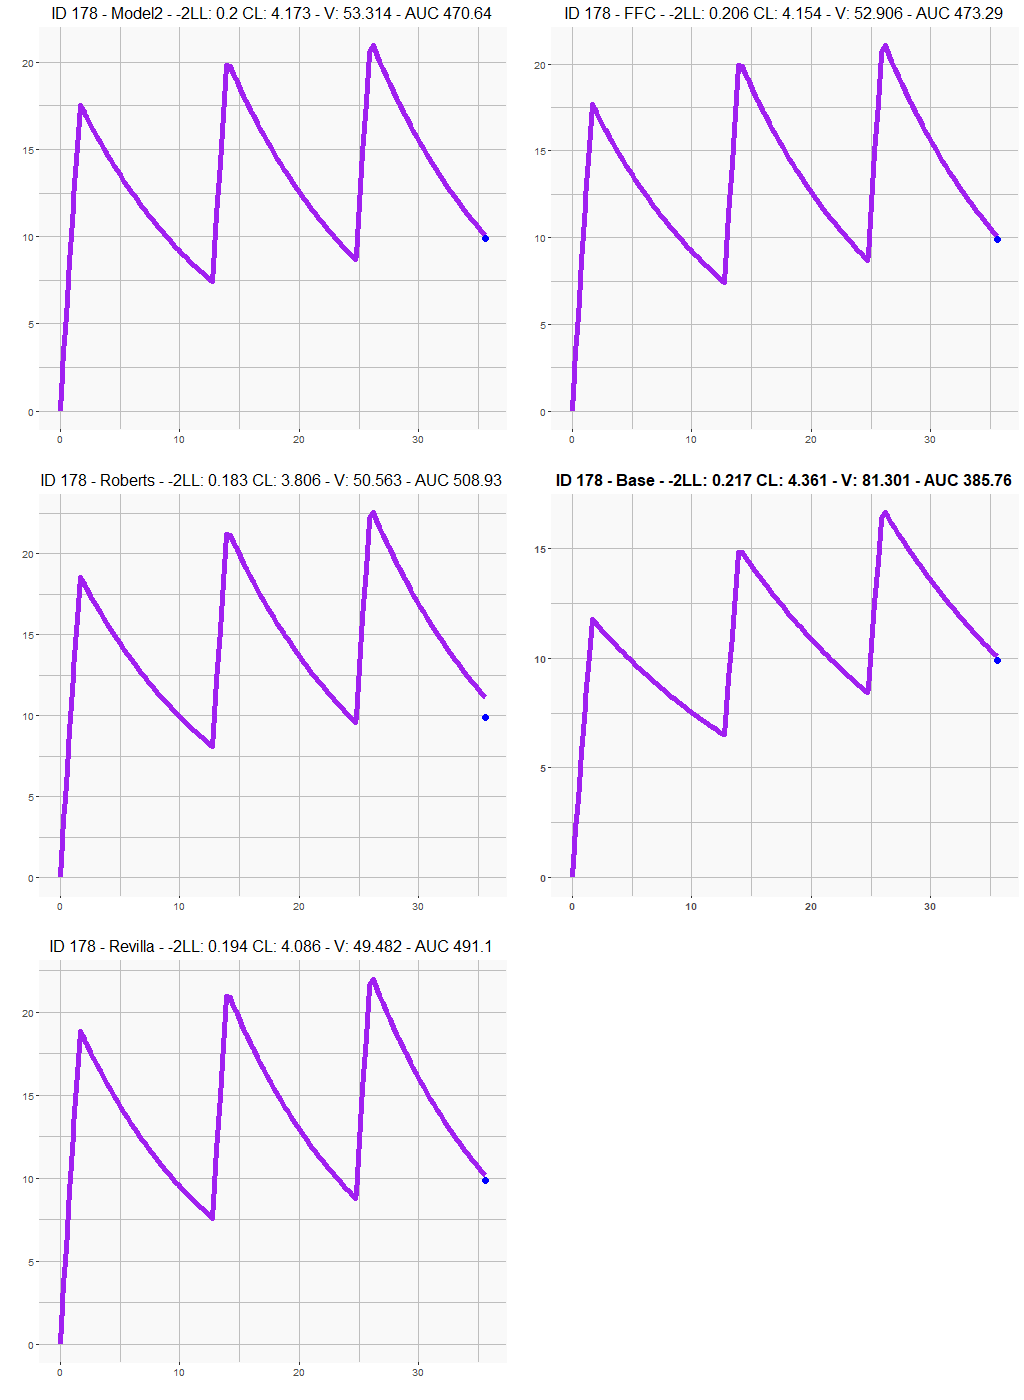 ID 178 - Model2 - -2LL: 0.2 CL: 4.173 - V: 53.314 - AUC 470.64
20
15
10
5
0
0 10 20 30
ID 178 - FFC - -2LL: 0.206 CL: 4.154 - V: 52.906 - AUC 473.29
20
15
10
5
0
0 10 20 30
ID 178 - Roberts - -2LL: 0.183 CL: 3.806 - V: 50.563 - AUC 508.93
20
15
10
5
0
0 10 20 30
ID 178 - Base - -2LL: 0.217 CL: 4.361 - V: 81.301 - AUC 385.76
15
10
5
0
0 10 20 30
ID 178 - Revilla - -2LL: 0.194 CL: 4.086 - V: 49.482 - AUC 491.1
20
15
10
5
0
0 10 20 30